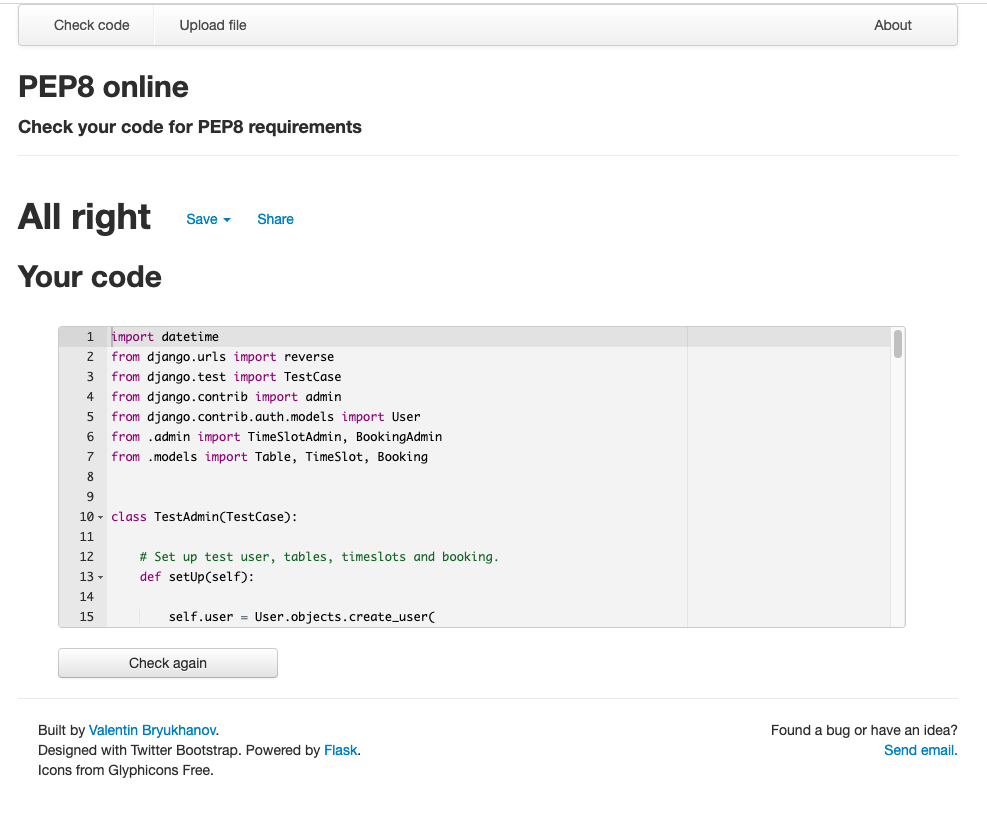 Check code Upload file About
PEP8 online
Check your code for PEP8 requirements
All right Save Share
Your code
1 import datetime
2 from django.urls import reverse
3 from django.test import TestCase
4 from django.contrib import admin
5 from django.contrib.auth.models import User
6 from .admin import TimeSlotAdmin, BookingAdmin
7 from .models import Table, TimeSlot, Booking
8
9
10 class TestAdmin(TestCase):
11
12 # Set up test user, tables, timeslots and booking.
13 def setUp(self):
14
15 self.user = User.objects.create_user(
Check again
Built by Valentin Bryukhanov. Found a bug or have an idea?
Designed with Twitter Bootstrap. Powered by Flask. Send email.
Icons from Glyphicons Free.